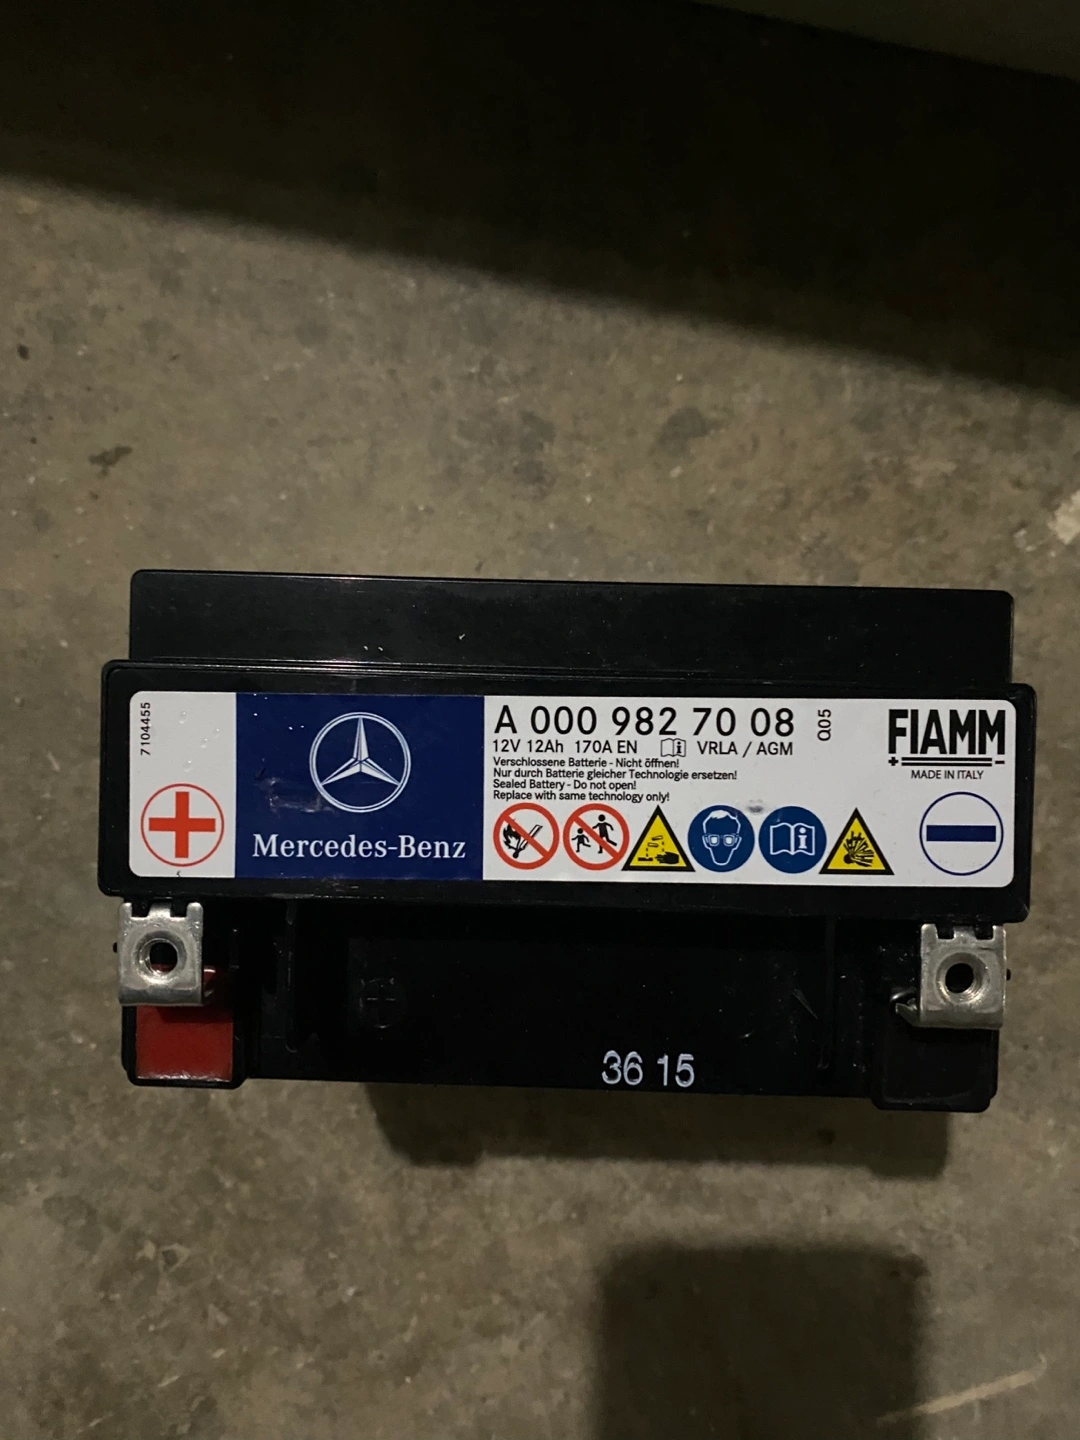 7104455
Mercedes-Benz
A 000 982 70 08
Q05
12V 12Ah 170A EN VRLA / AGM
Verschlossene Batterie - Nicht öffnen!
Nur durch Batterie gleicher Technologie ersetzen!
Sealed Battery - Do not open!
Replace with same technology only!
FIAMM
MADE IN ITALY
36 15